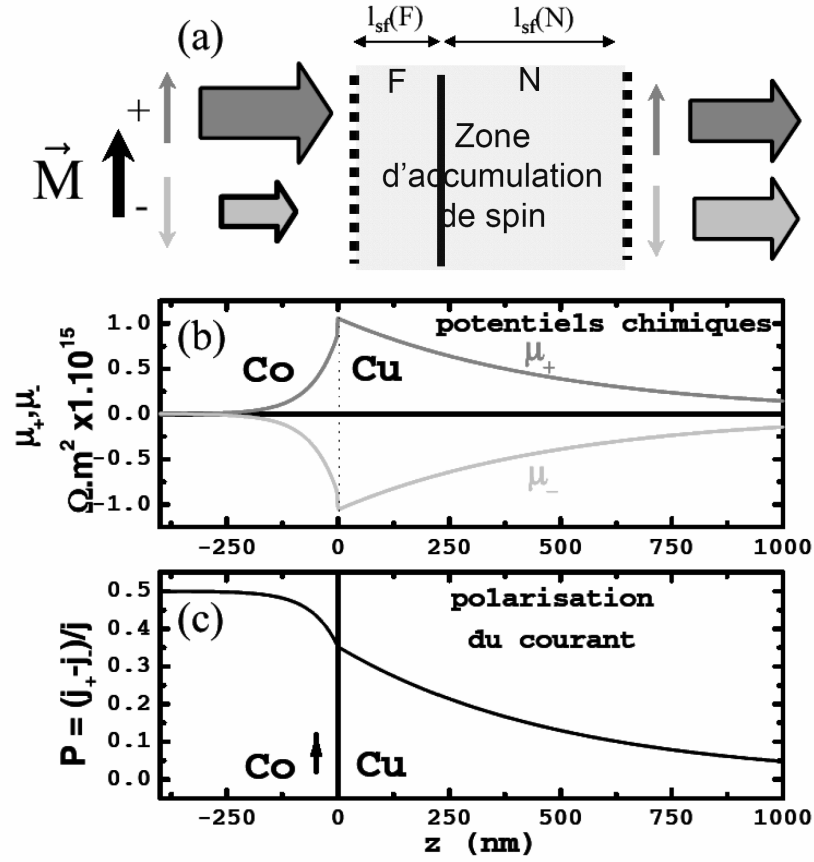 (a)
l_sf(F)
l_sf(N)
F
N
+
M
-
Zone
d'accumulation
de spin
(b)
potentiels chimiques
μ₊,μ₋
Ω.m² x1.10¹⁵
1.0
0.5
0.0
-0.5
-1.0
Co
Cu
μ₊
μ₋
-250
0
250
500
750
1000
(c)
polarisation
du courant
P = (j₊-j₋)/j
0.5
0.4
0.3
0.2
0.1
0.0
Co
Cu
-250
0
250
500
750
1000
z (nm)